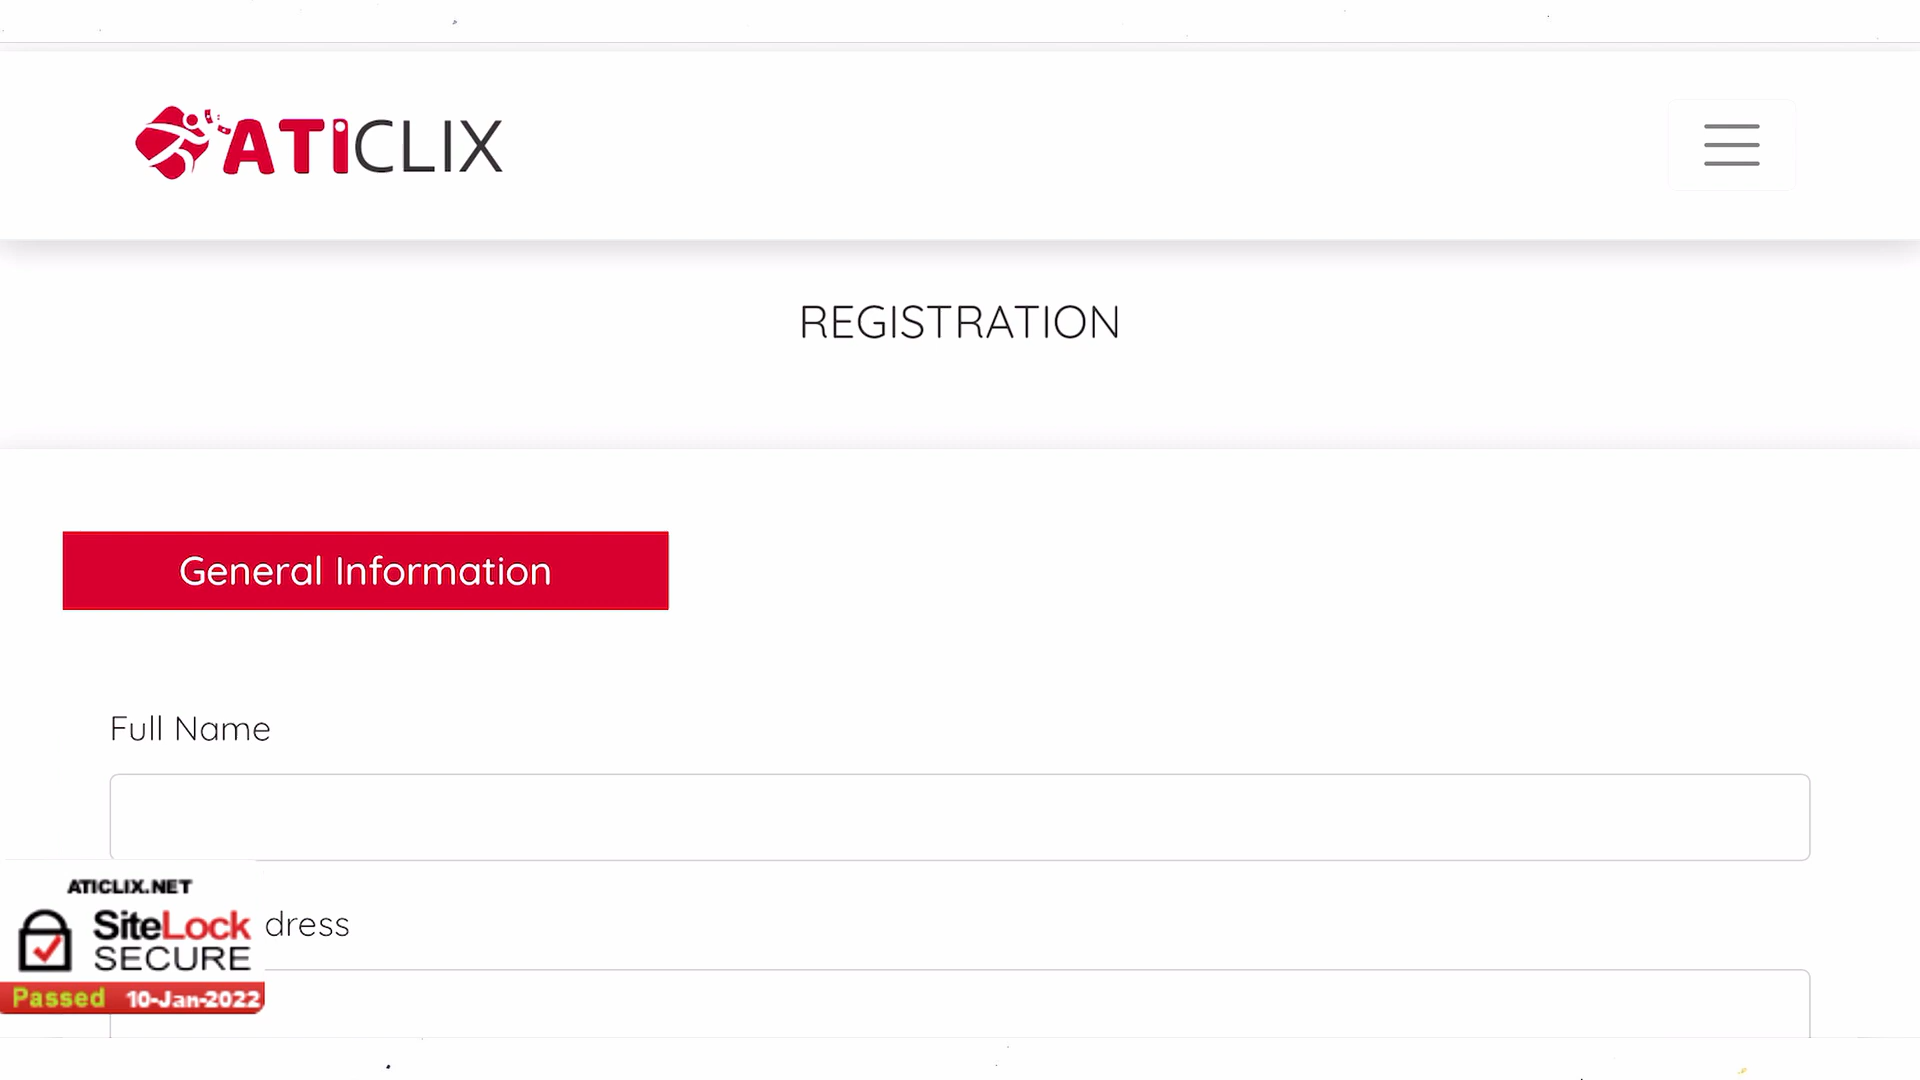 ATICLIX
REGISTRATION
General Information
Full Name
dress
ATICLIX.NET
SiteLock
SECURE
Passed 10-Jan-2022